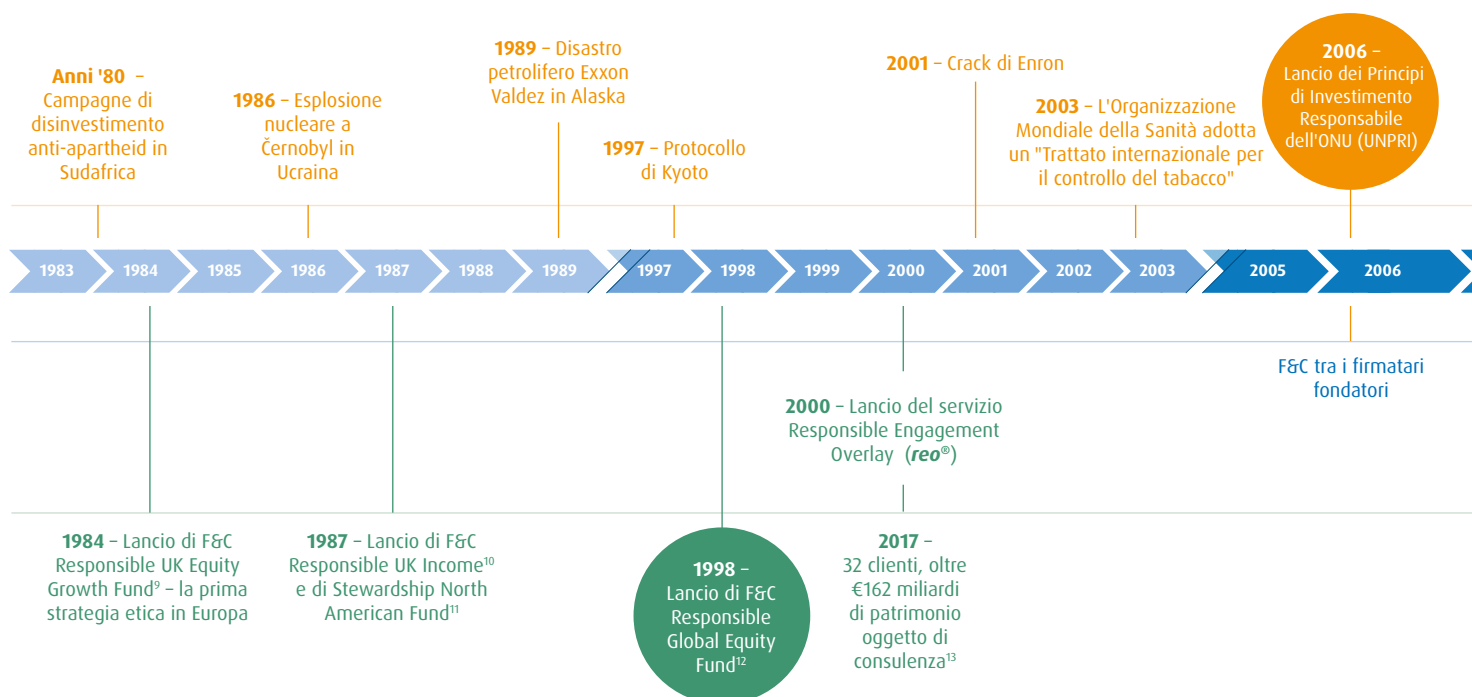 Anni '80 –
Campagne di
disinvestimento
anti-apartheid in
Sudafrica
1986 – Esplosione
nucleare a
Černobyl in
Ucraina
1989 – Disastro
petrolifero Exxon
Valdez in Alaska
1997 – Protocollo
di Kyoto
2001 – Crack di Enron
2003 – L'Organizzazione
Mondiale della Sanità adotta
un "Trattato internazionale per
il controllo del tabacco"
2006 –
Lancio dei Principi
di Investimento
Responsabile
dell'ONU (UNPRI)
1983
1984
1985
1986
1987
1988
1989
1997
1998
1999
2000
2001
2002
2003
2005
2006
F&C tra i firmatari
fondatori
2000 – Lancio del servizio
Responsible Engagement
Overlay (reo®)
1984 – Lancio di F&C
Responsible UK Equity
Growth Fund⁹ – la prima
strategia etica in Europa
1987 – Lancio di F&C
Responsible UK Income¹⁰
e di Stewardship North
American Fund¹¹
1998 –
Lancio di F&C
Responsible
Global Equity
Fund¹²
2017 –
32 clienti, oltre
€162 miliardi
di patrimonio
oggetto di
consulenza¹³